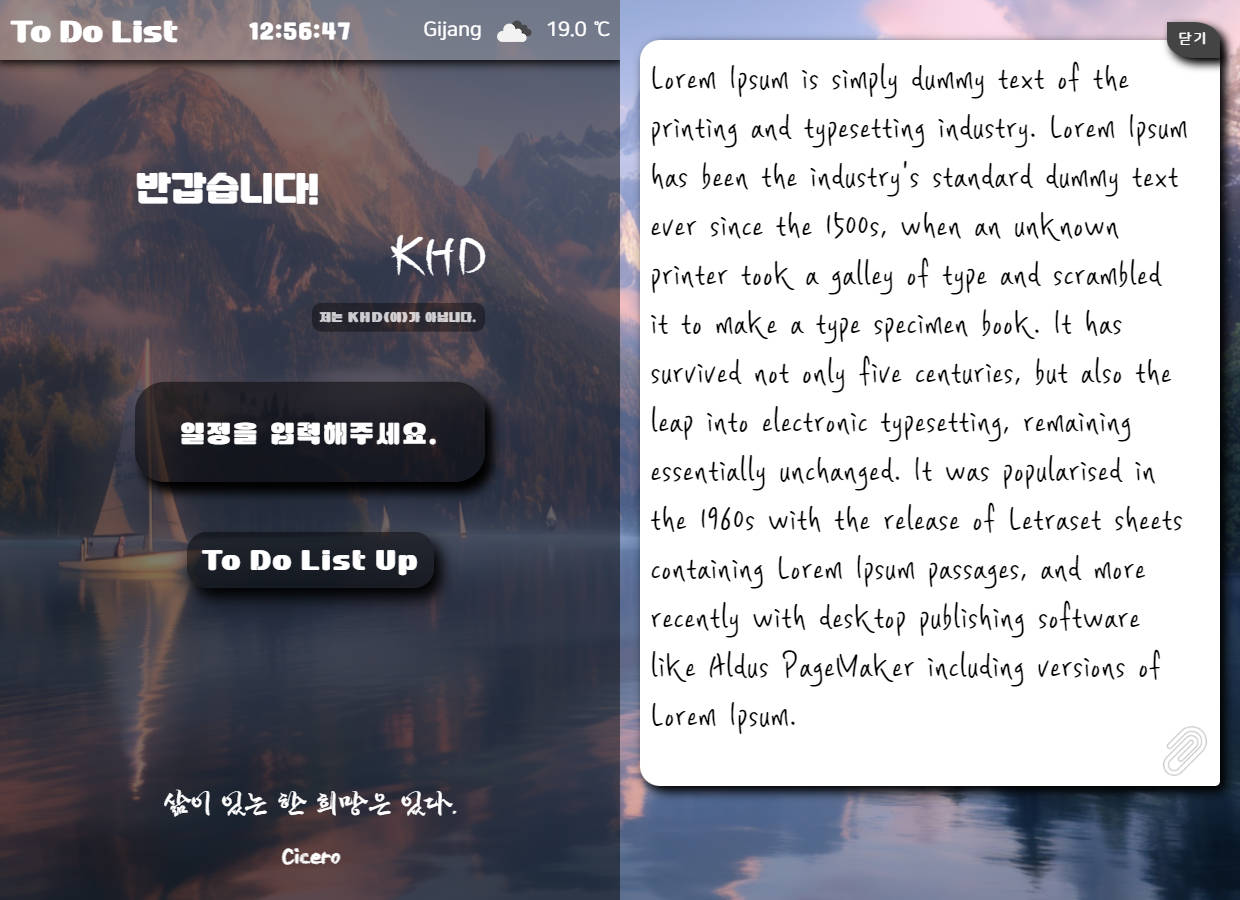 To Do List
12:56:47
Gijang
19.0 ℃
반갑습니다!
KHD
저는 KHD(이)가 아닙니다.
일정을 입력해주세요.
To Do List Up
삶이 있는 한 희망은 있다.
Cicero
닫기
Lorem Ipsum is simply dummy text of the
printing and typesetting industry. Lorem Ipsum
has been the industry's standard dummy text
ever since the 1500s, when an unknown
printer took a galley of type and scrambled
it to make a type specimen book. It has
survived not only five centuries, but also the
leap into electronic typesetting, remaining
essentially unchanged. It was popularised in
the 1960s with the release of Letraset sheets
containing Lorem Ipsum passages, and more
recently with desktop publishing software
like Aldus PageMaker including versions of
Lorem Ipsum.